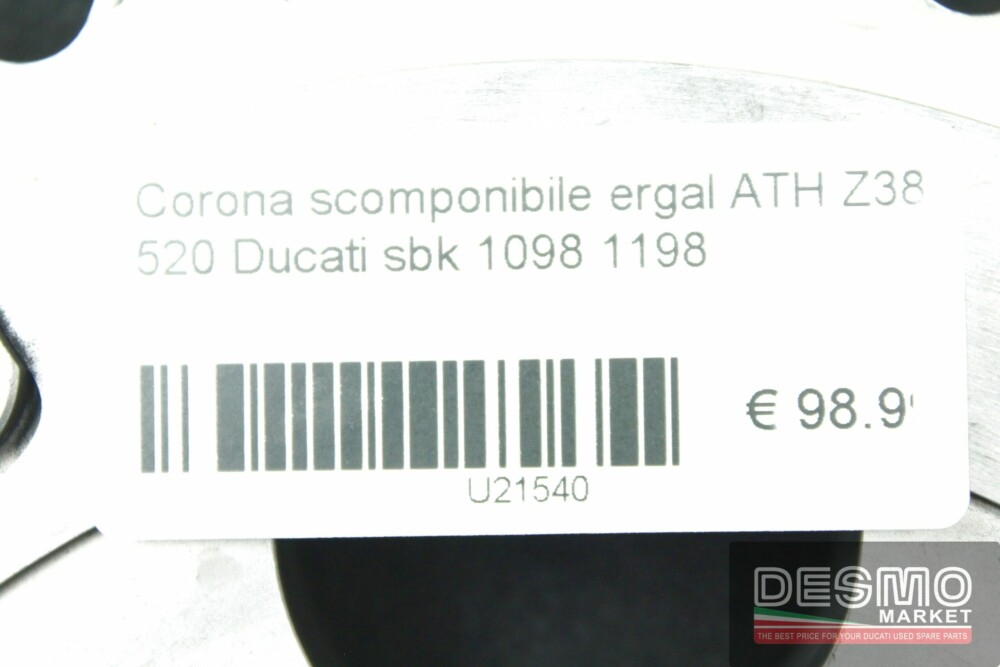 Corona scomponibile ergal ATH Z38
520 Ducati sbk 1098 1198
€ 98.9
U21540
DESMO
MARKET
THE BEST PRICE FOR YOUR DUCATI USED SPARE PARTS